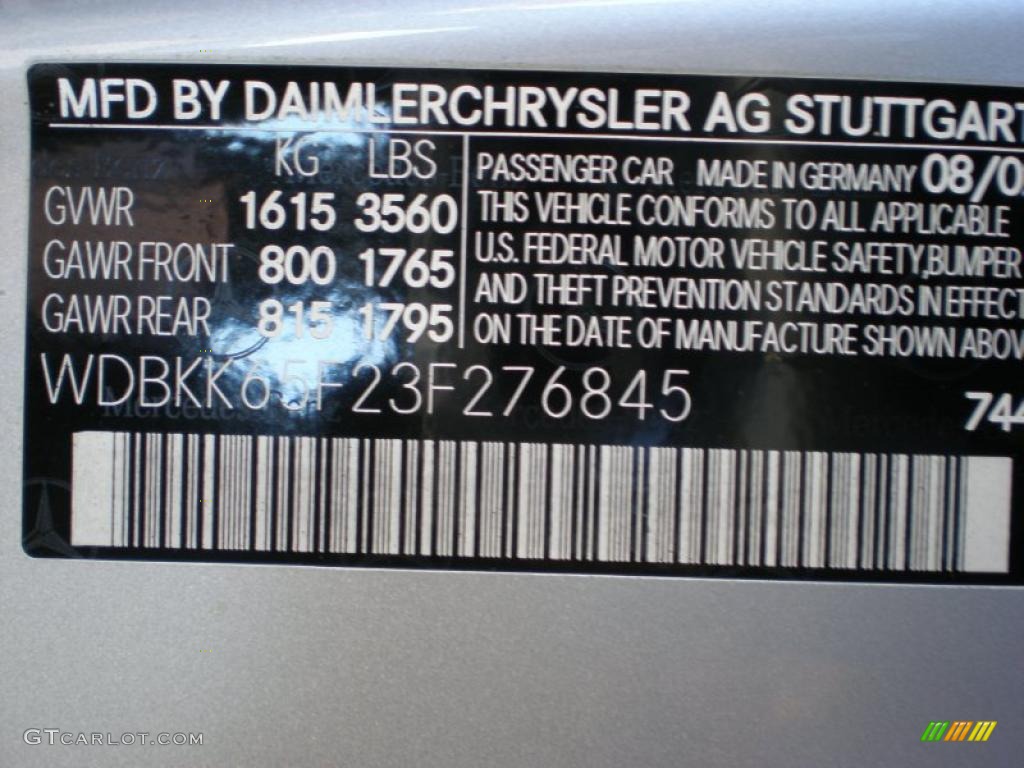 MFD BY DAIMLERCHRYSLER AG STUTTGART
KG LBS
GVWR 1615 3560
GAWR FRONT 800 1765
GAWR REAR 815 1795
PASSENGER CAR MADE IN GERMANY 08/0
THIS VEHICLE CONFORMS TO ALL APPLICABLE
U.S. FEDERAL MOTOR VEHICLE SAFETY,BUMPER
AND THEFT PREVENTION STANDARDS IN EFFECT
ON THE DATE OF MANUFACTURE SHOWN ABOV
WDBKK65F23F276845
744
GTCARLOT.COM